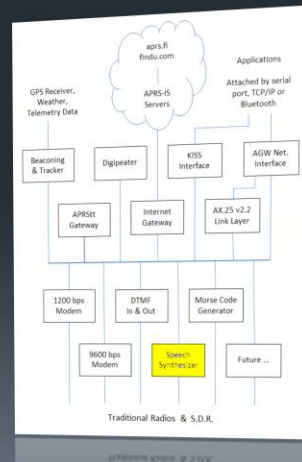 aprs.fi
findu.com
APRS-IS
Servers
GPS Receiver,
Weather,
Telemetry Data
Applications
Attached by serial
port, TCP/IP or
Bluetooth
Beaconing
& Tracker
Digipeater
KISS
Interface
AGW Net.
Interface
APRStt
Gateway
Internet
Gateway
AX.25 v2.2
Link Layer
1200 bps
Modem
DTMF
In & Out
Morse Code
Generator
9600 bps
Modem
Speech
Synthesizer
Future ...
Traditional Radios & S.D.R.